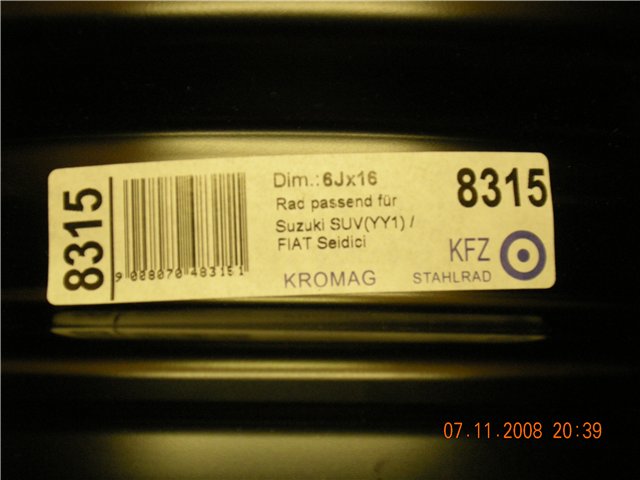 8315
9 008070 483151
Dim.:6Jx16
Rad passend für
Suzuki SUV(YY1) /
FIAT Seidici
KROMAG
8315
KFZ
STAHLRAD
07.11.2008 20:39